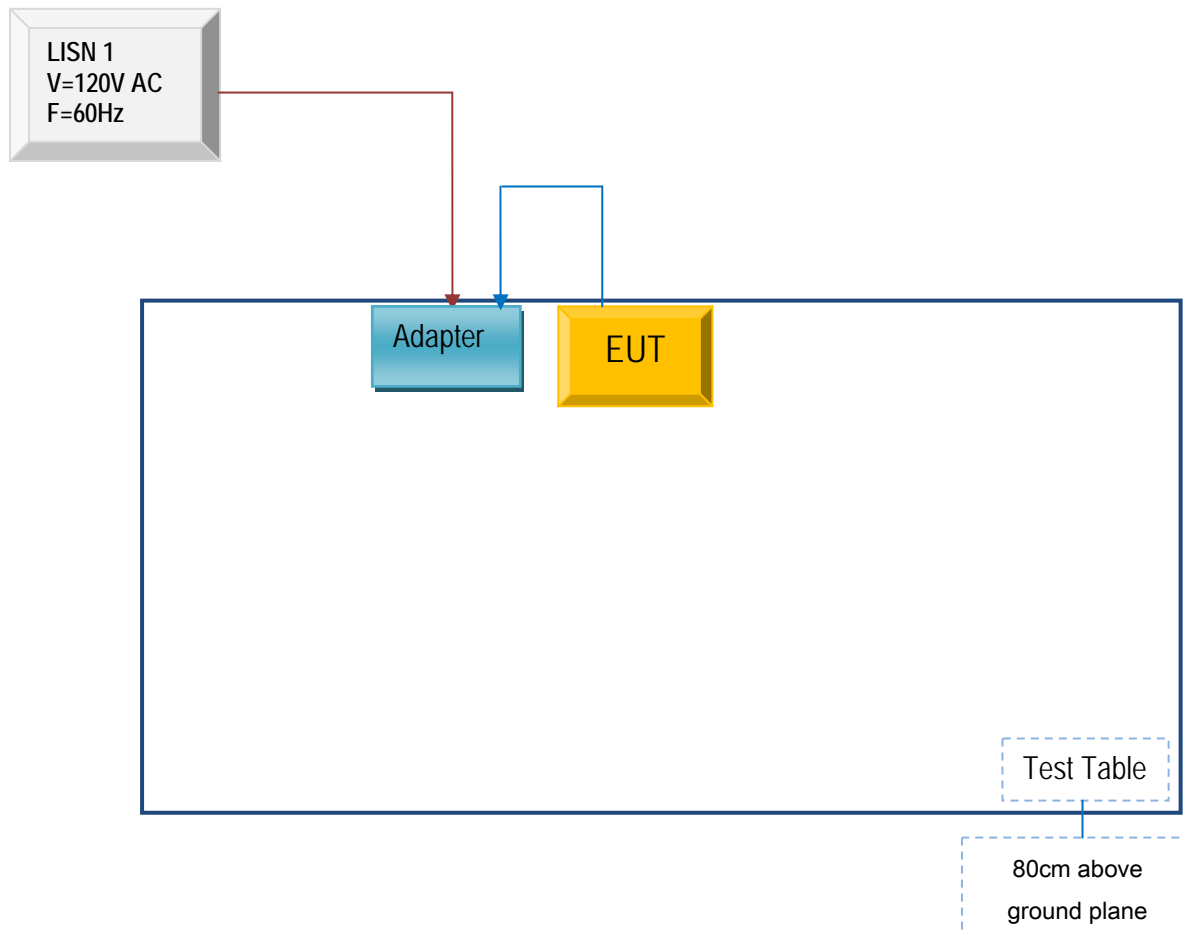 LISN 1
V=120V AC
F=60Hz
Adapter
EUT
Test Table
80cm above
ground plane